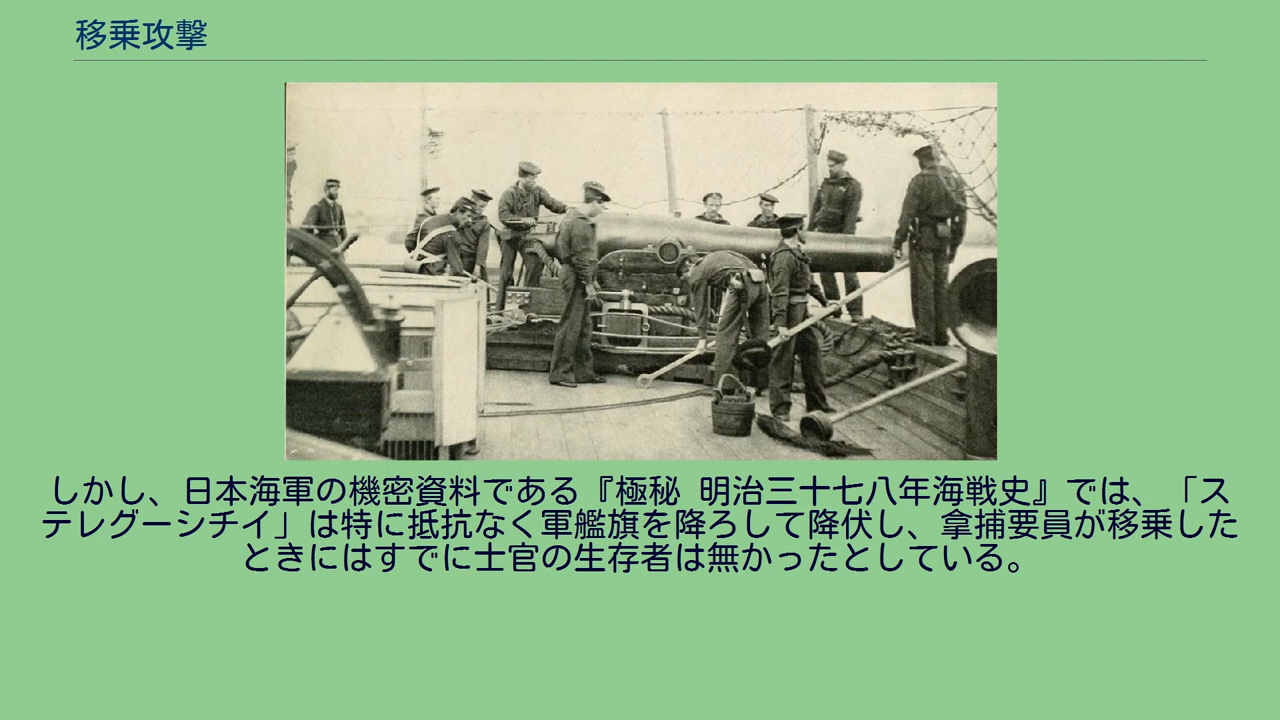 移乗攻撃
しかし、日本海軍の機密資料である『極秘 明治三十七八年海戦史』では、「ス
テレグーシチイ」は特に抵抗なく軍艦旗を降ろして降伏し、拿捕要員が移乗した
ときにはすでに士官の生存者は無かったとしている。